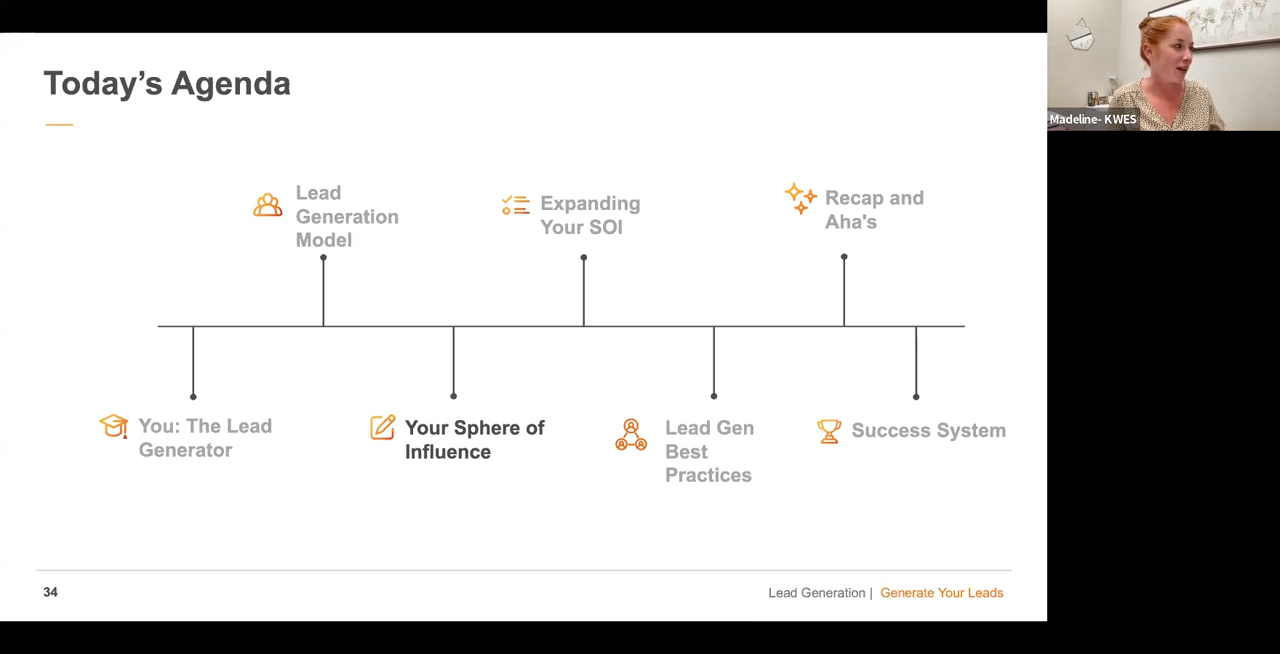 Today’s Agenda
Madeline- KWES
Lead
Generation
Model
Expanding
Your SOI
Recap and
Aha's
You: The Lead
Generator
Your Sphere of
Influence
Lead Gen
Best
Practices
Success System
34
Lead Generation | Generate Your Leads